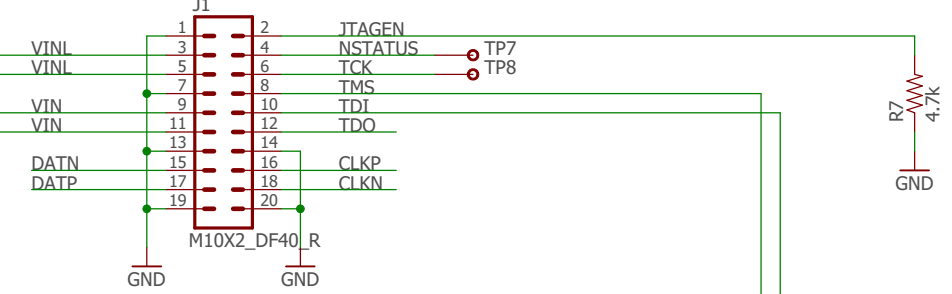 J1
1 2 JTAGEN
VINL 3 4 NSTATUS TP7
VINL 5 6 TCK TP8
7 8 TMS
VIN 9 10 TDI
VIN 11 12 TDO
13 14
DATN 15 16 CLKP
DATP 17 18 CLKN
19 20
M10X2_DF40_R
GND GND
R7 4.7k
GND